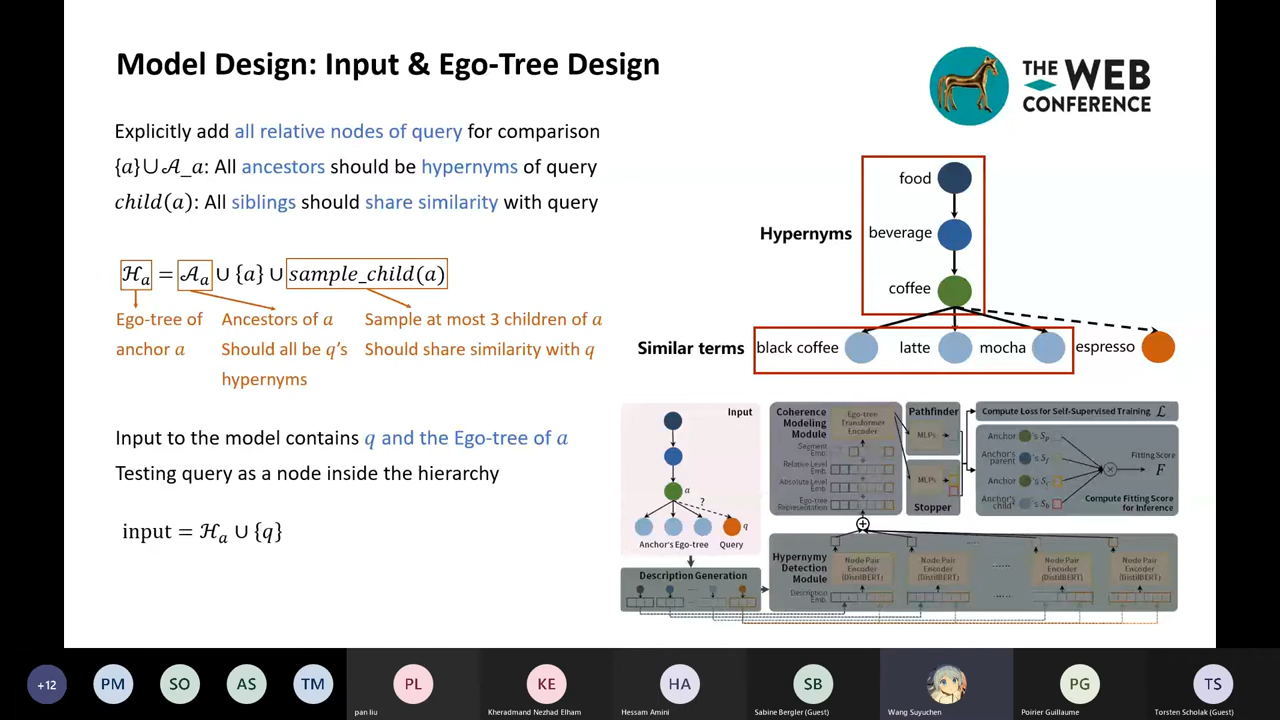 Model Design: Input & Ego-Tree Design
THE WEB
CONFERENCE
Explicitly add all relative nodes of query for comparison
{a}∪𝒜_a: All ancestors should be hypernyms of query
child(a): All siblings should share similarity with query
ℋₐ = 𝒜ₐ ∪ {a} ∪ sample_child(a)
Ego-tree of
anchor a
Ancestors of a
Should all be q's
hypernyms
Sample at most 3 children of a
Should share similarity with q
Input to the model contains q and the Ego-tree of a
Testing query as a node inside the hierarchy
input = ℋₐ ∪ {q}
food
Hypernyms
beverage
coffee
Similar terms
black coffee
latte
mocha
espresso
Input
a
?
q
Anchor's Ego-tree
Query
Description Generation
Coherence
Modeling
Module
Ego-tree
Transformer
Encoder
Segment
Emb.
Relative Level
Emb.
Absolute Level
Emb.
Ego-tree
Representation
Pathfinder
MLPs
MLPs
Stopper
Compute Loss for Self-Supervised Training ℒ
Anchor 's Sₚ
Anchor's
parent 's
Anchor 's
Anchor's
child
Fitting Score
F
Compute Fitting Score
for Inference
Hypernymy
Detection
Module
Node Pair
Encoder
(DistilBERT)
Node Pair
Encoder
(DistilBERT)
......
Node Pair
Encoder
(DistilBERT)
Node Pair
Encoder
(DistilBERT)
Description
Emb.
......
+12
PM
SO
AS
TM
PL
pan liu
KE
Kheradmand Nezhad Elham
HA
Hessam Amini
SB
Sabine Bergler (Guest)
Wang Suyuchen
PG
Poirier Guillaume
TS
Torsten Scholak (Guest)